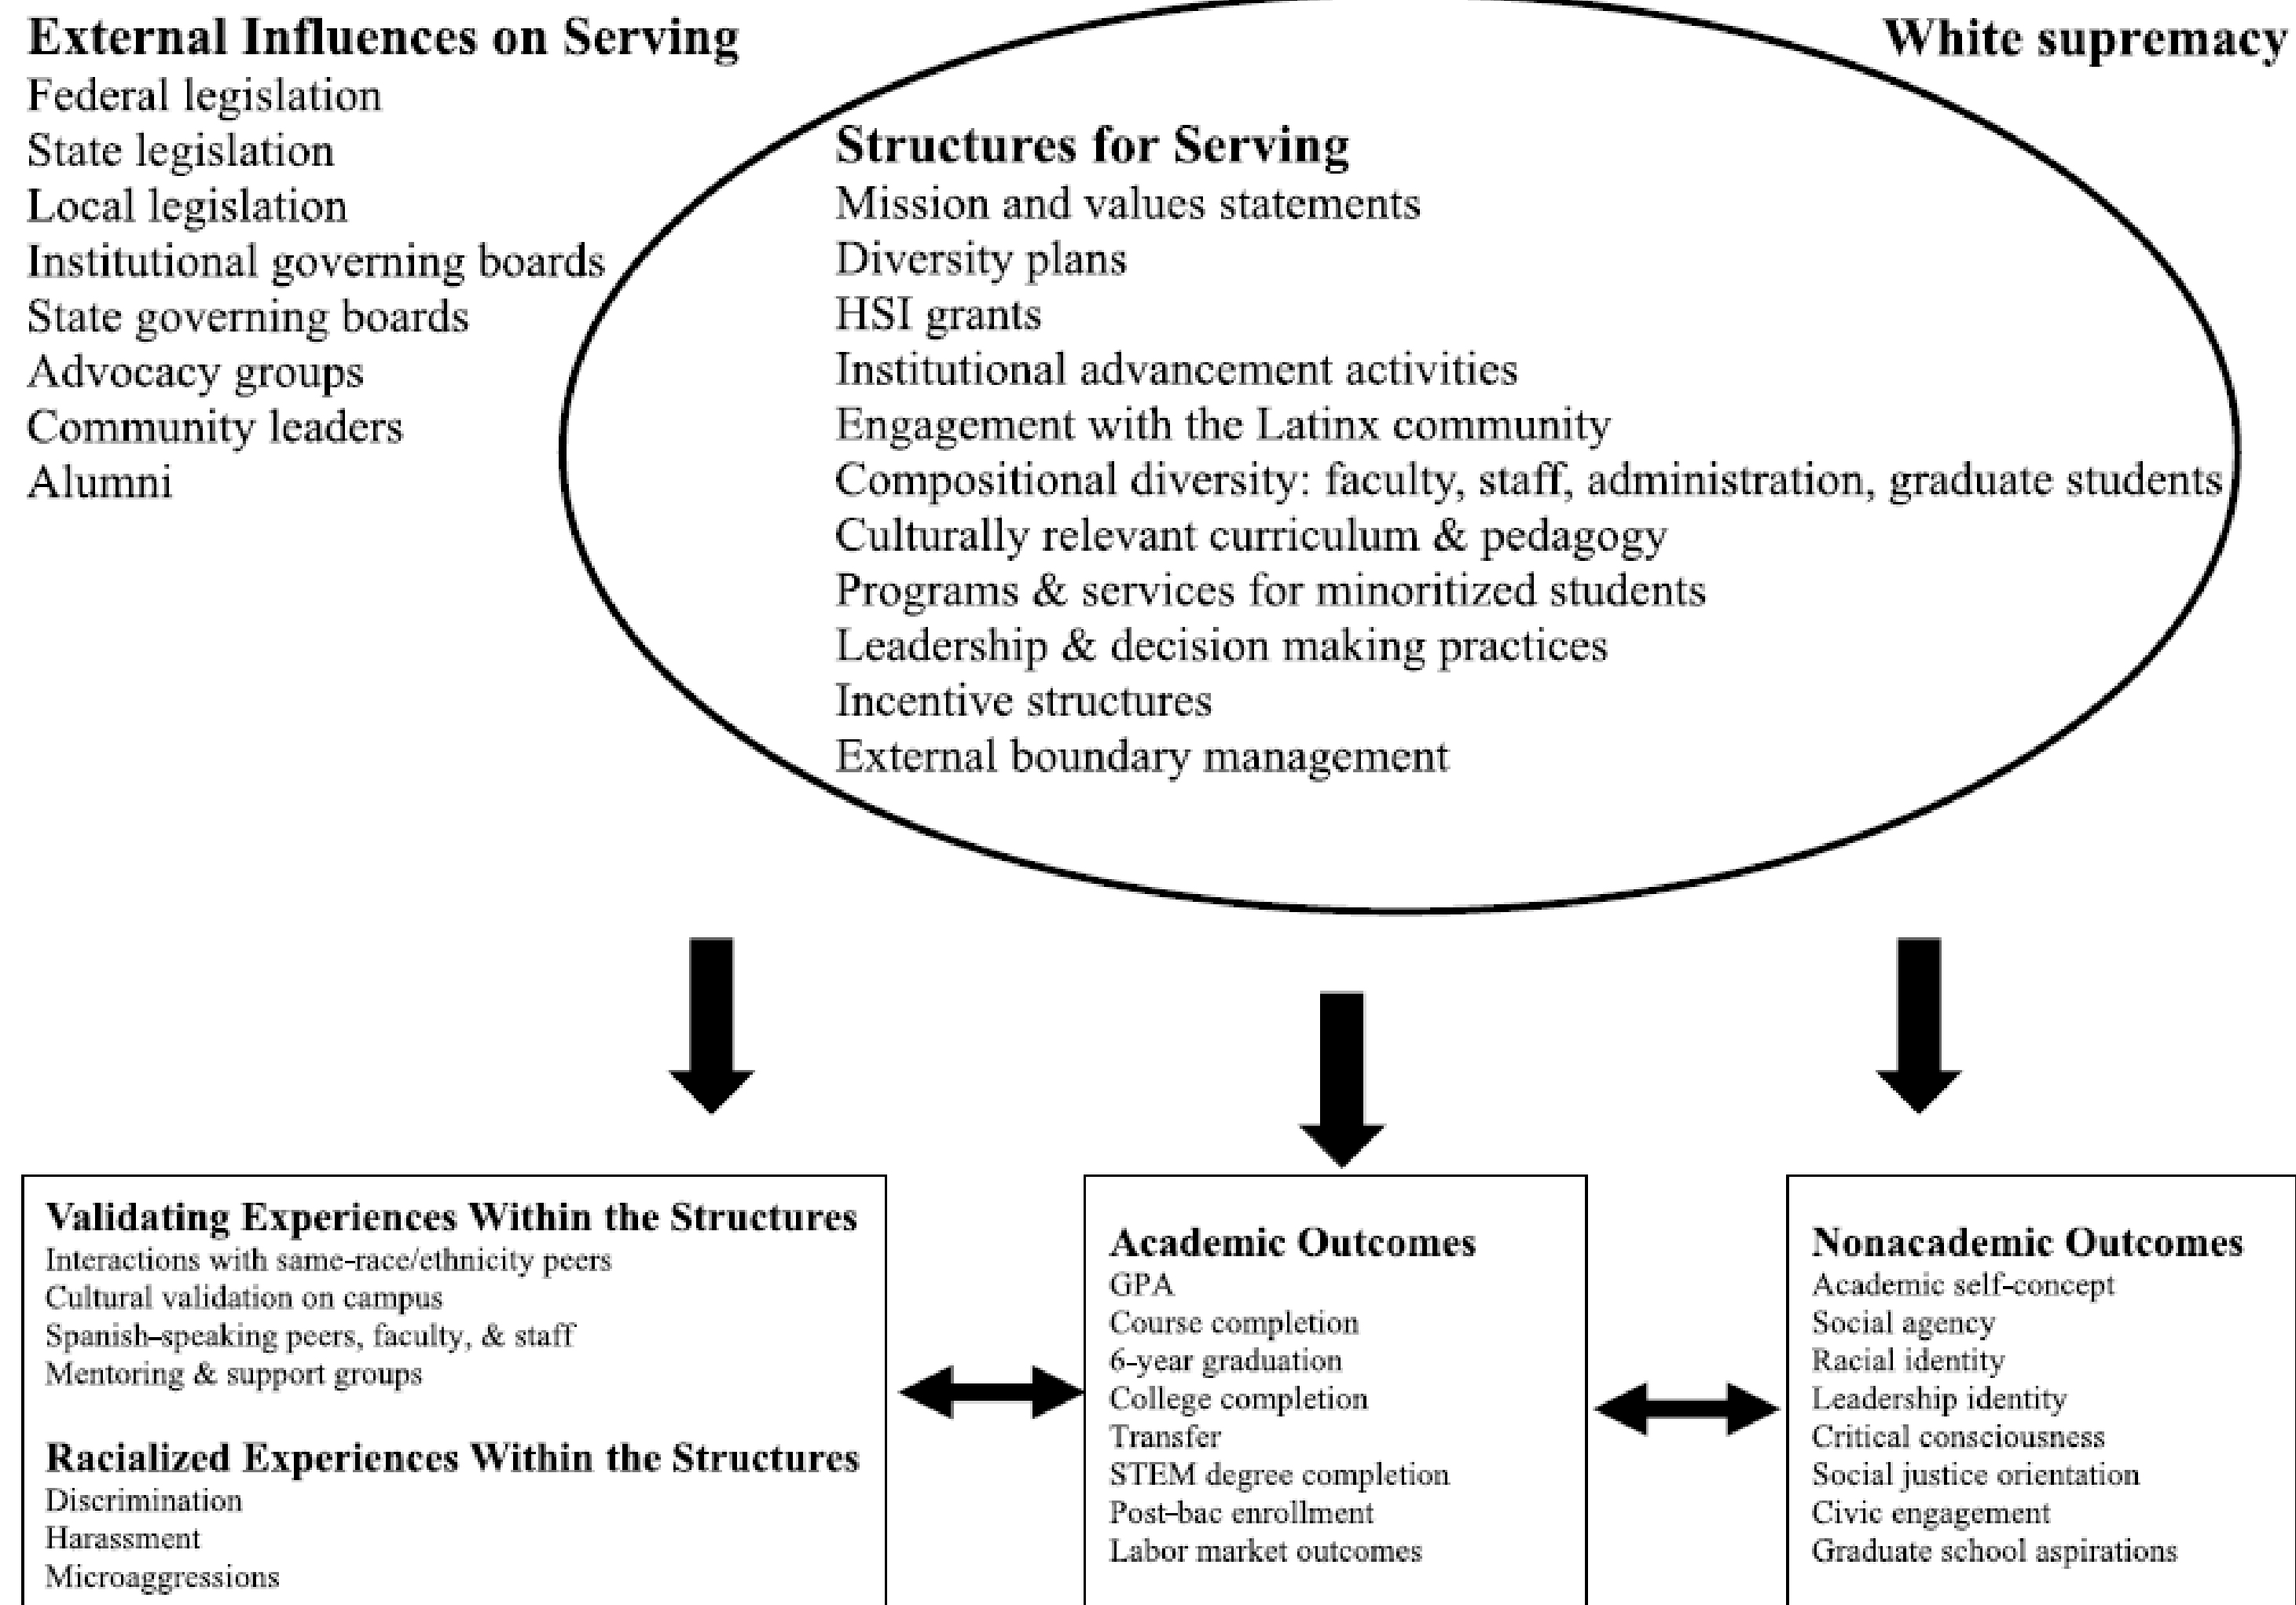 External Influences on Serving
Federal legislation
State legislation
Local legislation
Institutional governing boards
State governing boards
Advocacy groups
Community leaders
Alumni
White supremacy
Structures for Serving
Mission and values statements
Diversity plans
HSI grants
Institutional advancement activities
Engagement with the Latinx community
Compositional diversity: faculty, staff, administration, graduate students
Culturally relevant curriculum & pedagogy
Programs & services for minoritized students
Leadership & decision making practices
Incentive structures
External boundary management
Validating Experiences Within the Structures
Interactions with same-race/ethnicity peers
Cultural validation on campus
Spanish-speaking peers, faculty, & staff
Mentoring & support groups
Racialized Experiences Within the Structures
Discrimination
Harassment
Microaggressions
Academic Outcomes
GPA
Course completion
6-year graduation
College completion
Transfer
STEM degree completion
Post-bac enrollment
Labor market outcomes
Nonacademic Outcomes
Academic self-concept
Social agency
Racial identity
Leadership identity
Critical consciousness
Social justice orientation
Civic engagement
Graduate school aspirations